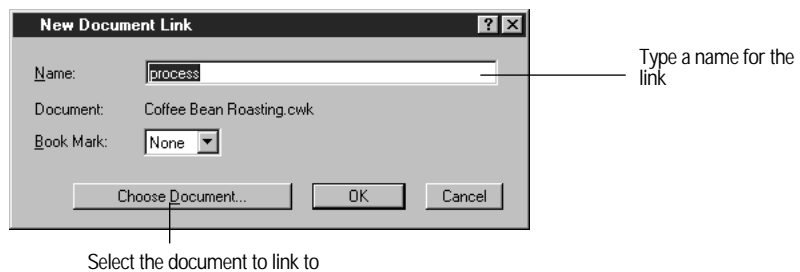 New Document Link
Name: process
Type a name for the
link
Document: Coffee Bean Roasting.cwk
Book Mark: None
Choose Document... OK Cancel
Select the document to link to